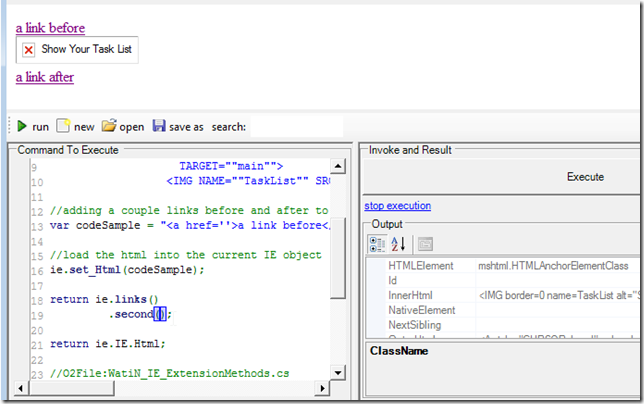 a link before
Show Your Task List
a link after
run new open save as search:
Command To Execute
9 TARGET=""main"">
10 <IMG NAME=""TaskList"" SR
11
12 //adding a couple links before and after to
13 var codeSample = "<a href=''>a link before<
14
15 //load the html into the current IE object
16 ie.set_Html(codeSample);
17
18 return ie.links()
19 .second();
20
21 return ie.IE.Html;
22
23 //O2File:WatiN_IE_ExtensionMethods.cs
Invoke and Result
Execute
stop execution
Output
HTMLElement mshtml.HTMLAnchorElementClass
Id
InnerHtml <IMG border=0 name=TaskList alt="S
NativeElement
NextSibling
ClassName